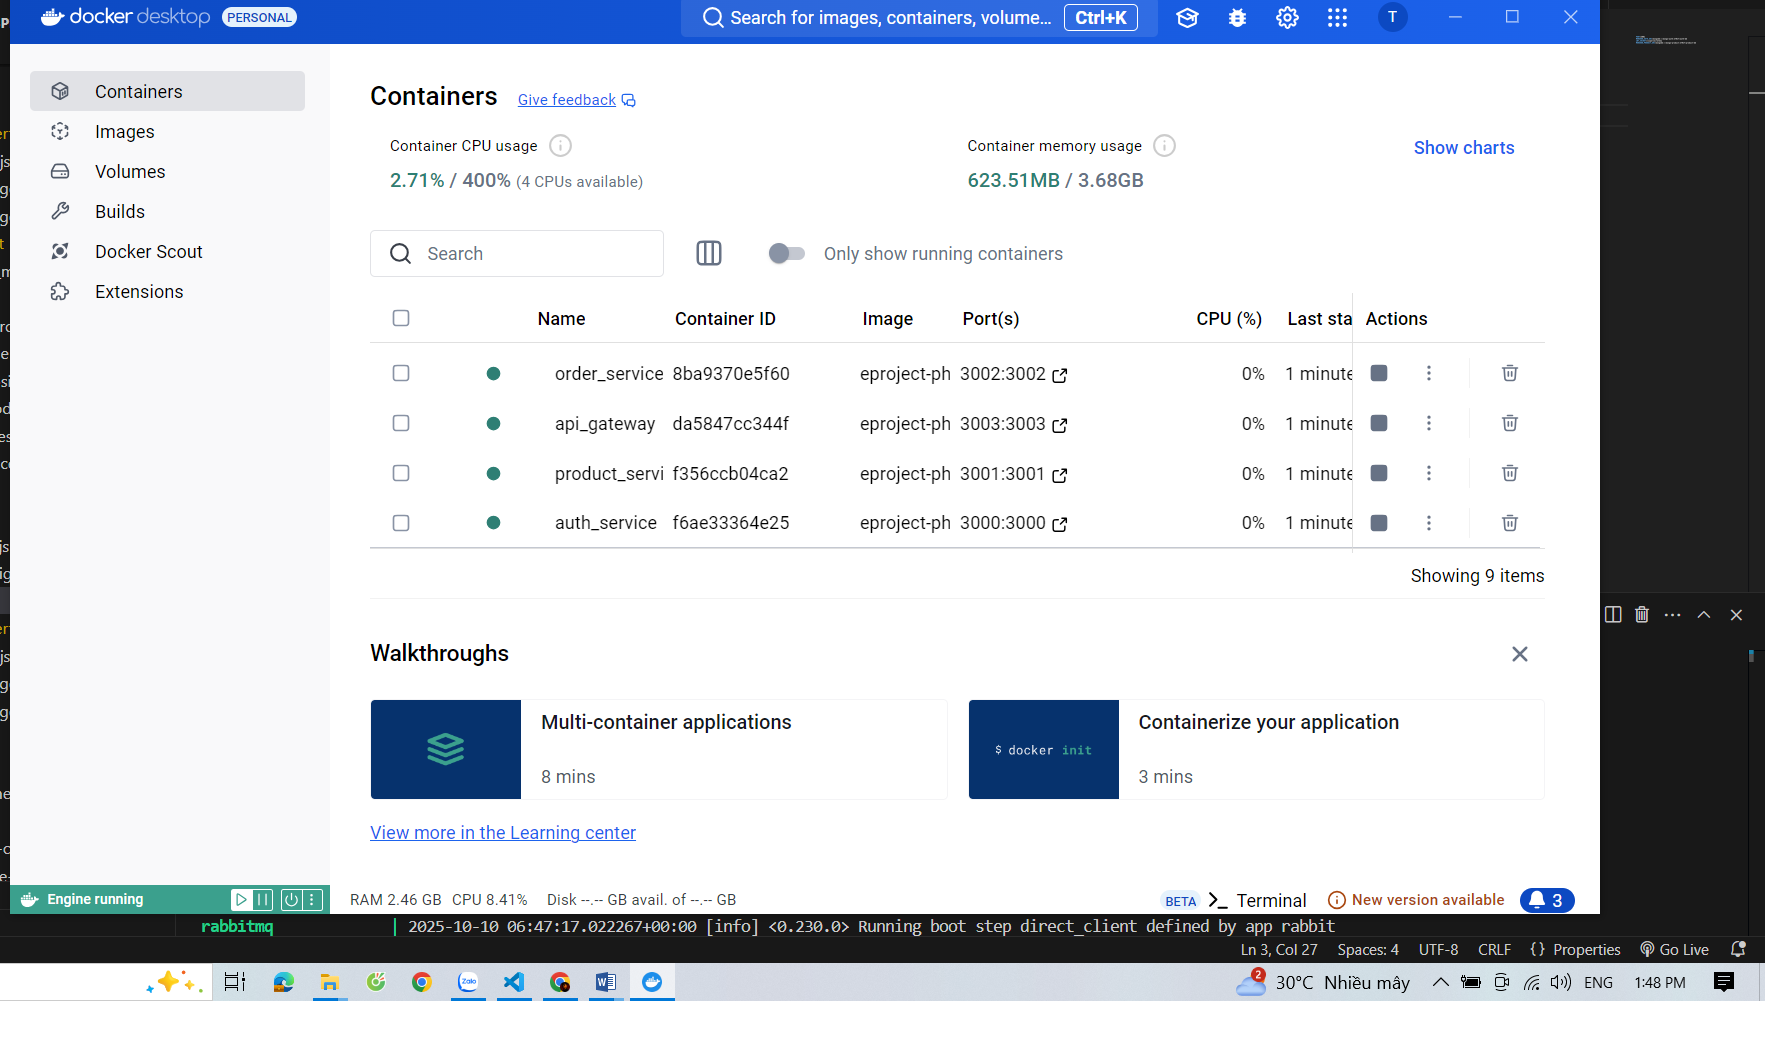 docker desktop PERSONAL
Search for images, containers, volume... Ctrl+K
T
Containers
Images
Volumes
Builds
Docker Scout
Extensions
Containers Give feedback
Container CPU usage
2.71% / 400% (4 CPUs available)
Container memory usage
623.51MB / 3.68GB
Show charts
Search
Only show running containers
Name Container ID Image Port(s) CPU (%) Last sta Actions
order_service 8ba9370e5f60 eproject-ph 3002:3002 0% 1 minute
api_gateway da5847cc344f eproject-ph 3003:3003 0% 1 minute
product_servi f356ccb04ca2 eproject-ph 3001:3001 0% 1 minute
auth_service f6ae33364e25 eproject-ph 3000:3000 0% 1 minute
Showing 9 items
Walkthroughs
Multi-container applications
8 mins
$ docker init
Containerize your application
3 mins
View more in the Learning center
Engine running
RAM 2.46 GB CPU 8.41% Disk --.-- GB avail. of --.-- GB
BETA Terminal New version available 3
rabbitmq | 2025-10-10 06:47:17.022267+00:00 [info] <0.230.0> Running boot step direct_client defined by app rabbit
Ln 3, Col 27 Spaces: 4 UTF-8 CRLF {} Properties Go Live
Zalo
2 30°C Nhiều mây ENG 1:48 PM